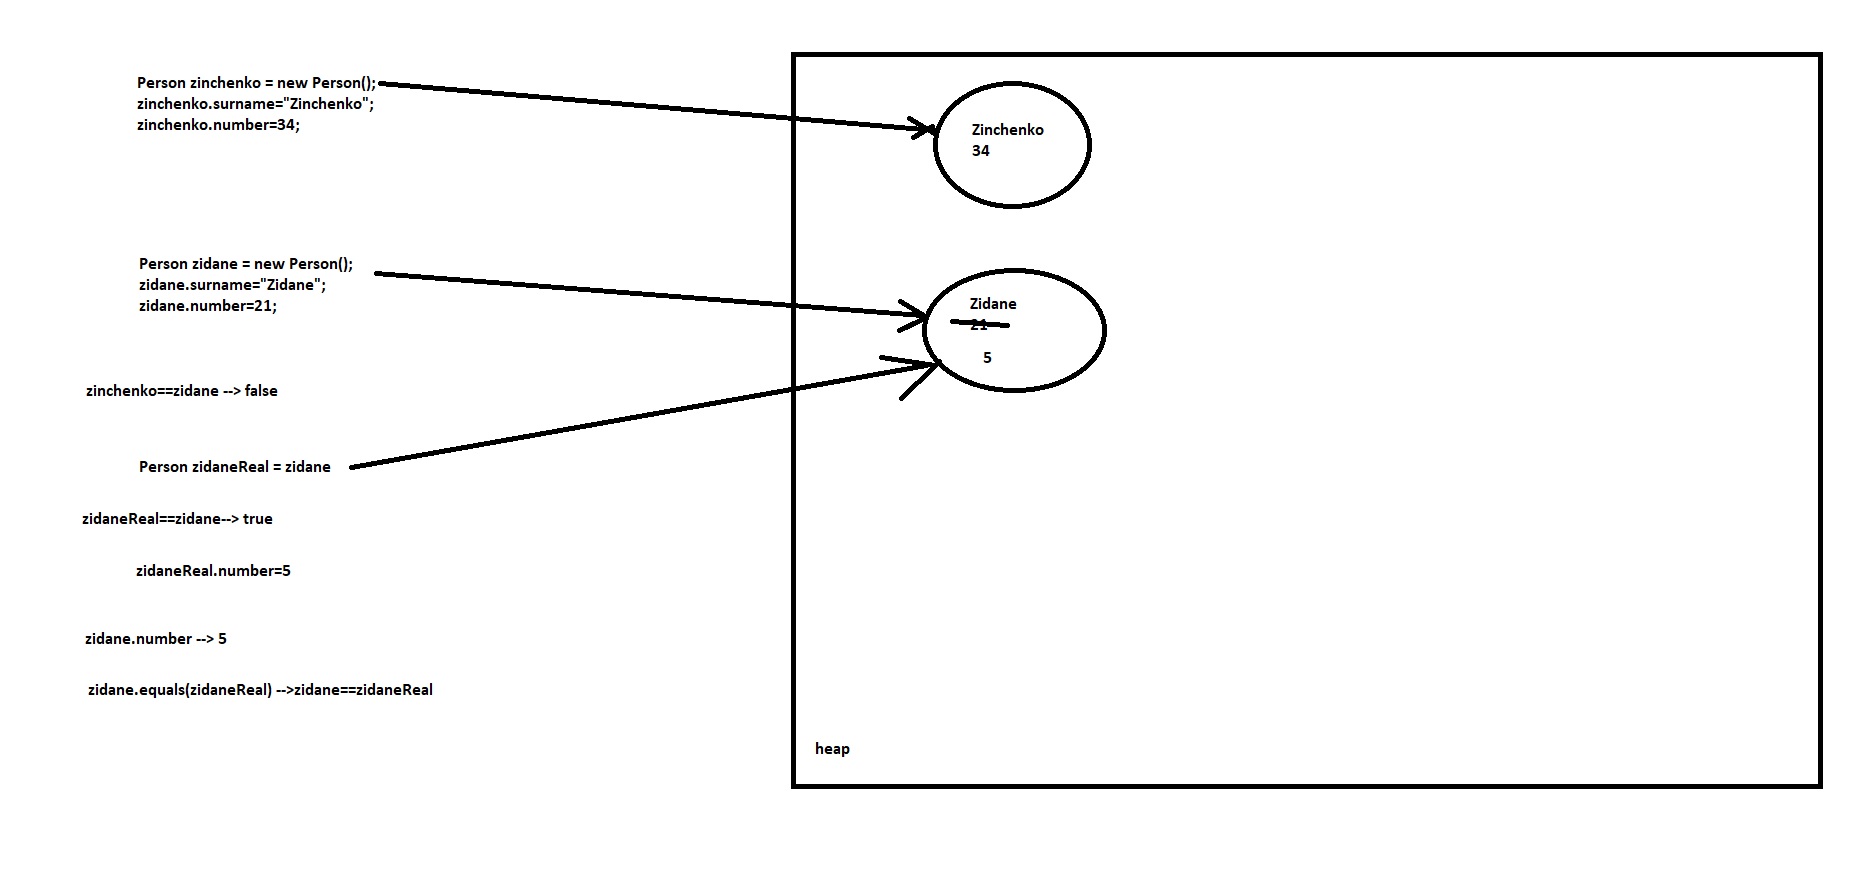 Person zinchenko = new Person();
zinchenko.surname="Zinchenko";
zinchenko.number=34;
Zinchenko
34
Person zidane = new Person();
zidane.surname="Zidane";
zidane.number=21;
Zidane
21
5
zinchenko==zidane --> false
Person zidaneReal = zidane
zidaneReal==zidane--> true
zidaneReal.number=5
zidane.number --> 5
zidane.equals(zidaneReal) -->zidane==zidaneReal
heap